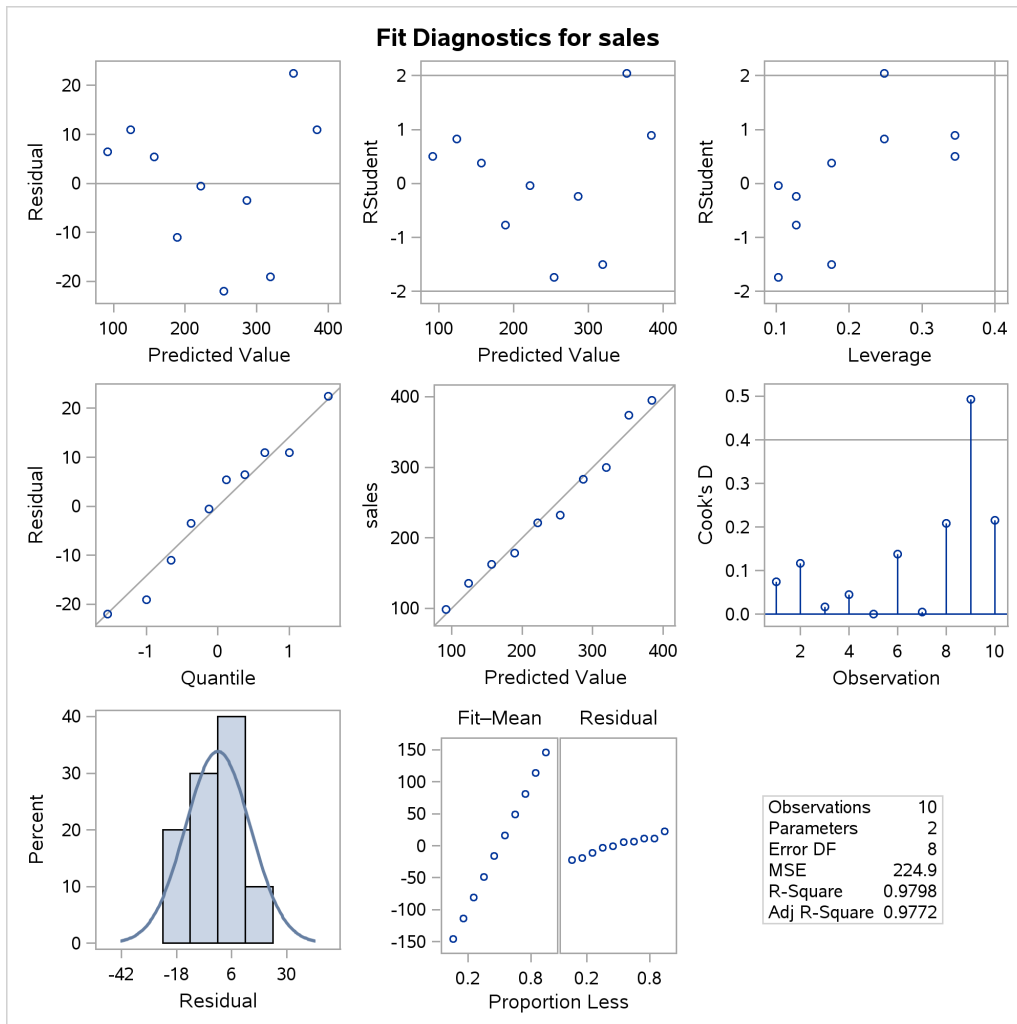 Fit Diagnostics for sales
20
10
0
-10
-20
Residual
100 200 300 400
Predicted Value
2
1
0
-1
-2
RStudent
100 200 300 400
Predicted Value
2
1
0
-1
-2
RStudent
0.1 0.2 0.3 0.4
Leverage
20
10
0
-10
-20
Residual
-1 0 1
Quantile
400
300
200
100
sales
100 200 300 400
Predicted Value
0.5
0.4
0.3
0.2
0.1
0.0
Cook's D
2 4 6 8 10
Observation
40
30
20
10
0
Percent
-42 -18 6 30
Residual
Fit–Mean Residual
150
100
50
0
-50
-100
-150
0.2 0.8 0.2 0.8
Proportion Less
Observations 10
Parameters 2
Error DF 8
MSE 224.9
R-Square 0.9798
Adj R-Square 0.9772